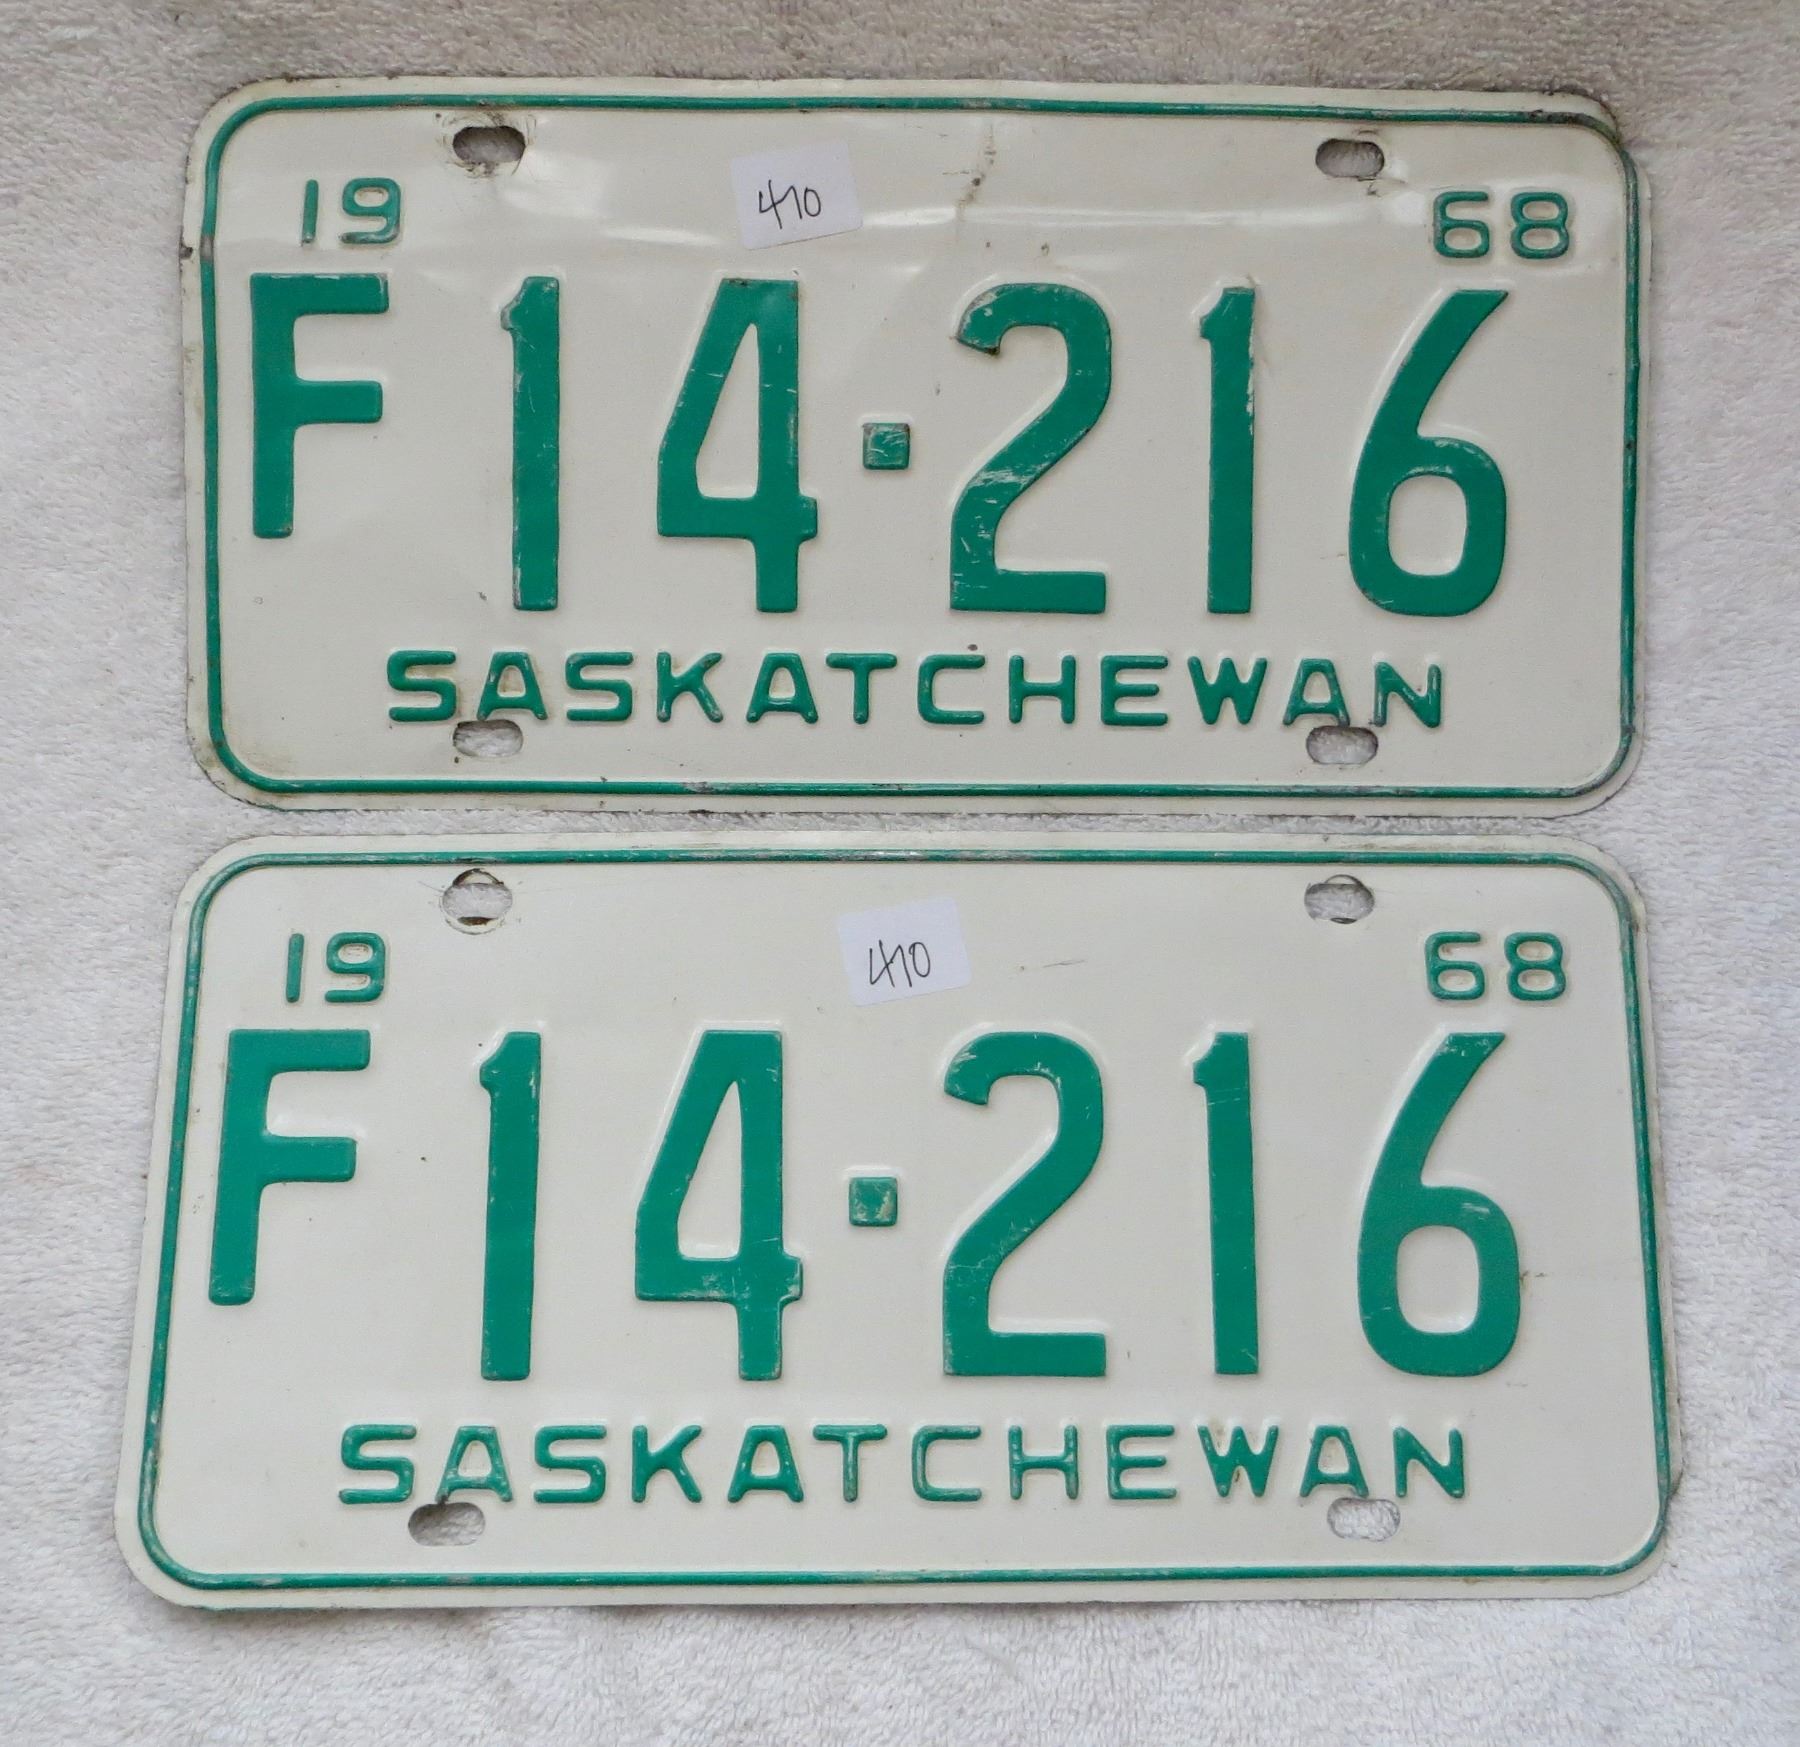 410
19 68
F14-216
SASKATCHEWAN
410
19 68
F14-216
SASKATCHEWAN